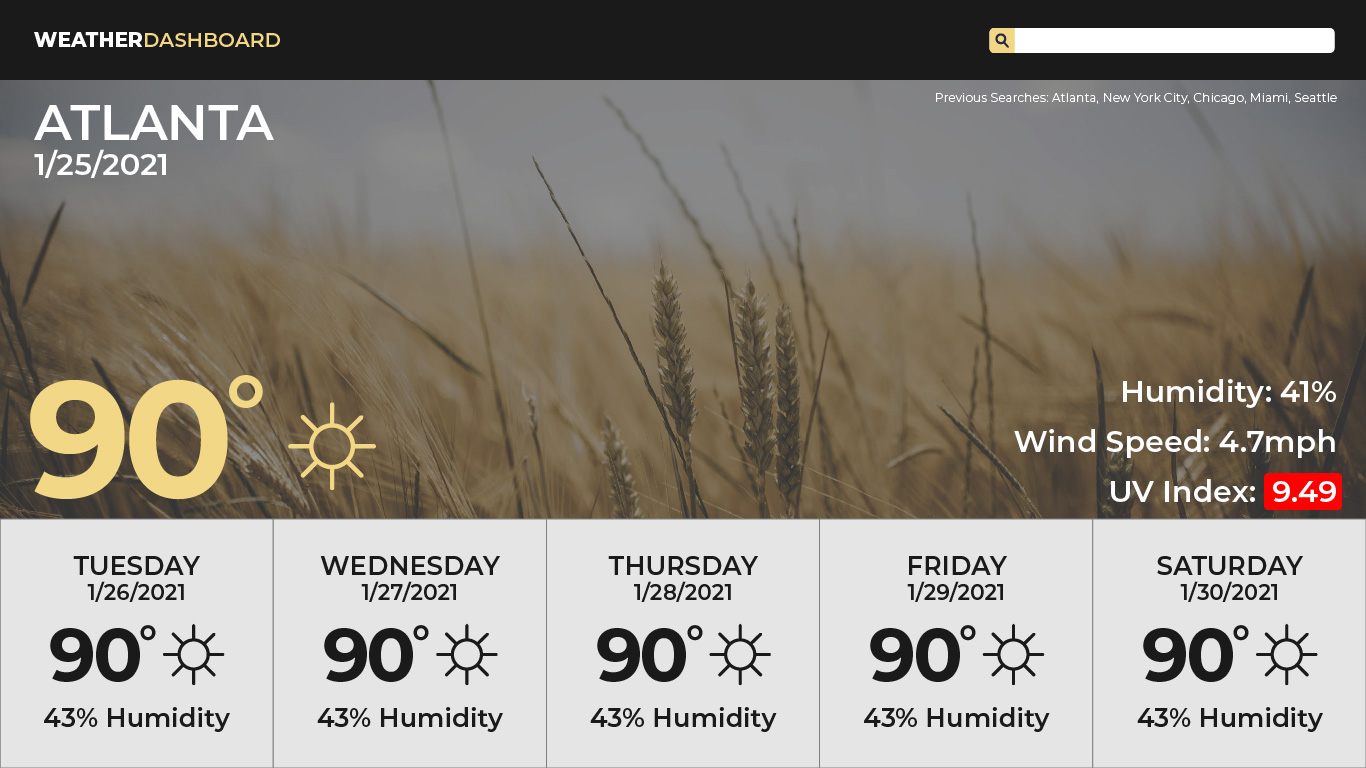 WEATHERDASHBOARD
Previous Searches: Atlanta, New York City, Chicago, Miami, Seattle
ATLANTA
1/25/2021
90°
Humidity: 41%
Wind Speed: 4.7mph
UV Index: 9.49
TUESDAY
1/26/2021
90°
43% Humidity
WEDNESDAY
1/27/2021
90°
43% Humidity
THURSDAY
1/28/2021
90°
43% Humidity
FRIDAY
1/29/2021
90°
43% Humidity
SATURDAY
1/30/2021
90°
43% Humidity